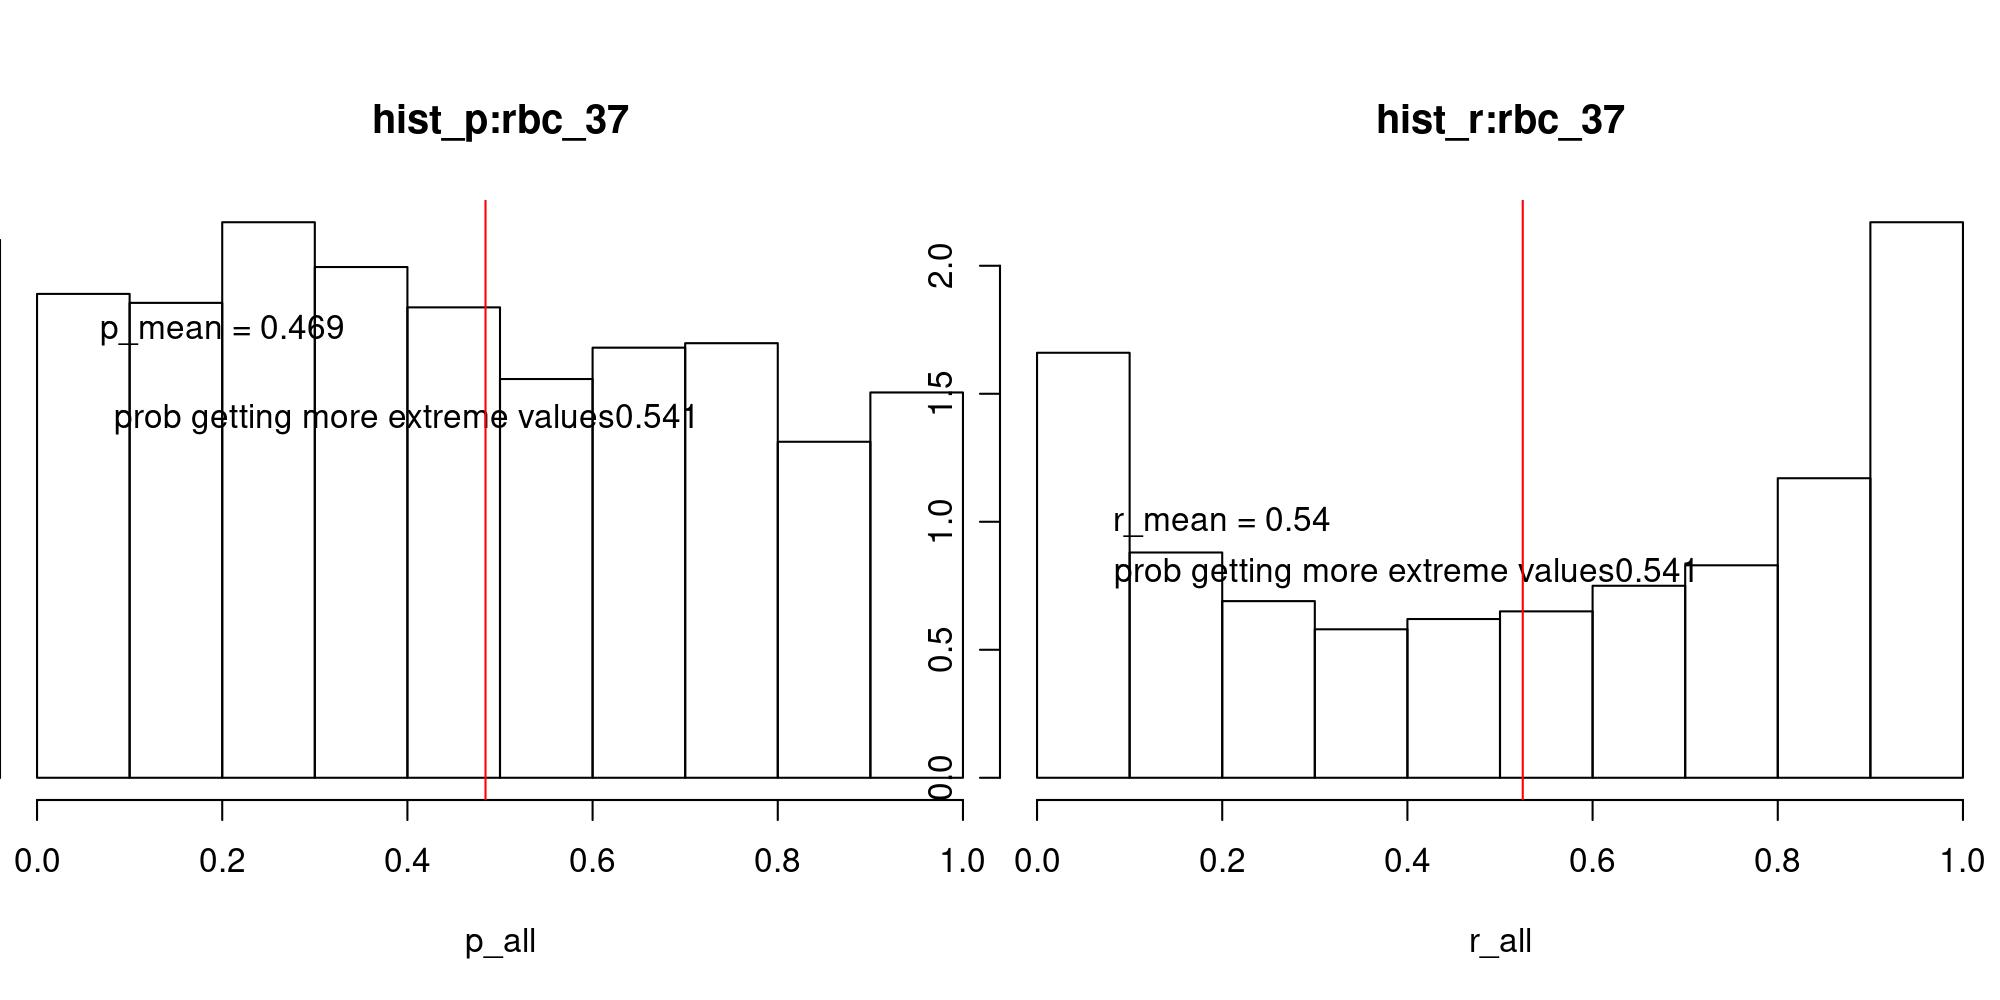 hist_p:rbc_37
p_mean = 0.469
prob getting more extreme values0.541
0.0 0.2 0.4 0.6 0.8 1.0
p_all
hist_r:rbc_37
2.0
1.5
1.0
0.5
0.0
r_mean = 0.54
prob getting more extreme values0.541
0.0 0.2 0.4 0.6 0.8 1.0
r_all